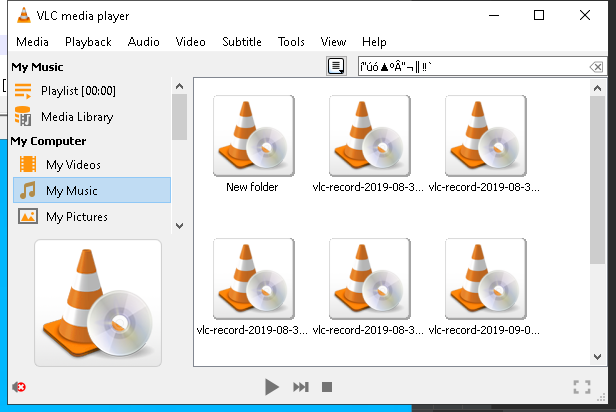 VLC media player
Media Playback Audio Video Subtitle Tools View Help
My Music
Playlist [00:00]
Media Library
My Computer
My Videos
My Music
My Pictures
New folder
vlc-record-2019-08-3...
vlc-record-2019-08-3...
vlc-record-2019-08-3...
vlc-record-2019-08-3...
vlc-record-2019-09-0...